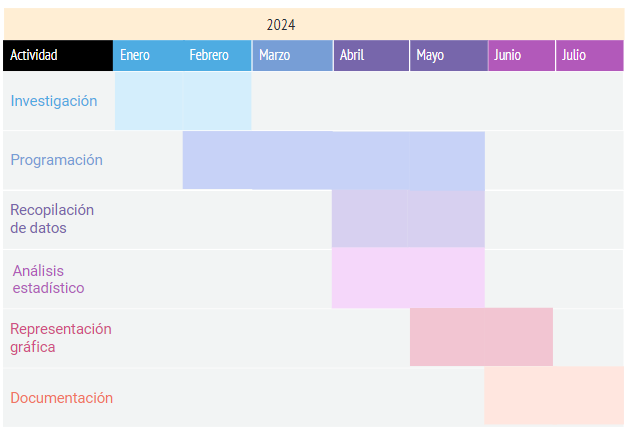 2024
Actividad Enero Febrero Marzo Abril Mayo Junio Julio
Investigación
Programación
Recopilación
de datos
Análisis
estadístico
Representación
gráfica
Documentación